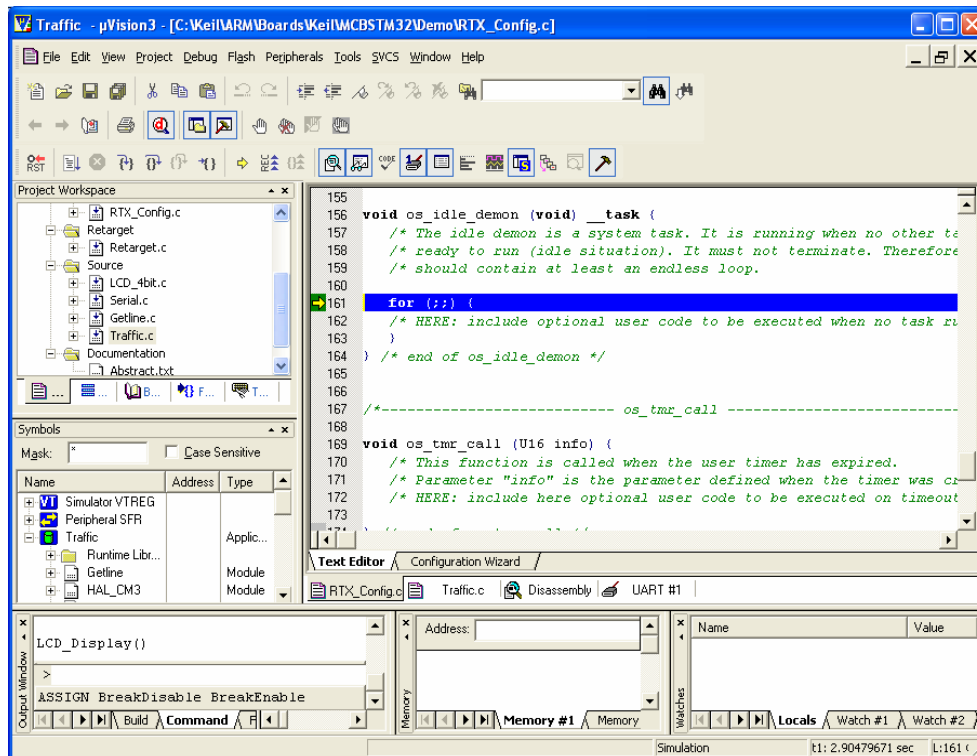 Traffic - µVision3 - [C:\Keil\ARM\Boards\Keil\MCBSTM32\Demo\RTX_Config.c]
File Edit View Project Debug Flash Peripherals Tools SVCS Window Help
RST
CODE
Project Workspace
RTX_Config.c
Retarget
Retarget.c
Source
LCD_4bit.c
Serial.c
Getline.c
Traffic.c
Documentation
Abstract.txt
... ... B... F... T...
Symbols
Mask: * Case Sensitive
Name Address Type
Simulator VTREG
Peripheral SFR
Traffic Applic...
Runtime Libr...
Getline Module
HAL_CM3 Module
155
156 void os_idle_demon (void) __task {
157 /* The idle demon is a system task. It is running when no other ta
158 /* ready to run (idle situation). It must not terminate. Therefore
159 /* should contain at least an endless loop.
160
161 for (;;) {
162 /* HERE: include optional user code to be executed when no task ru
163 }
164 } /* end of os_idle_demon */
165
166
167 /*--------------------------- os_tmr_call ---------------------------
168
169 void os_tmr_call (U16 info) {
170 /* This function is called when the user timer has expired.
171 /* Parameter "info" is the parameter defined when the timer was cr
172 /* HERE: include here optional user code to be executed on timeout
173
Text Editor Configuration Wizard
RTX_Config.c Traffic.c Disassembly UART #1
Output Window
LCD_Display()
>
ASSIGN BreakDisable BreakEnable
Build Command F
Memory
Address:
Memory #1 Memory
Watches
Name Value
Locals Watch #1 Watch #2
Simulation t1: 2.90479671 sec L:161